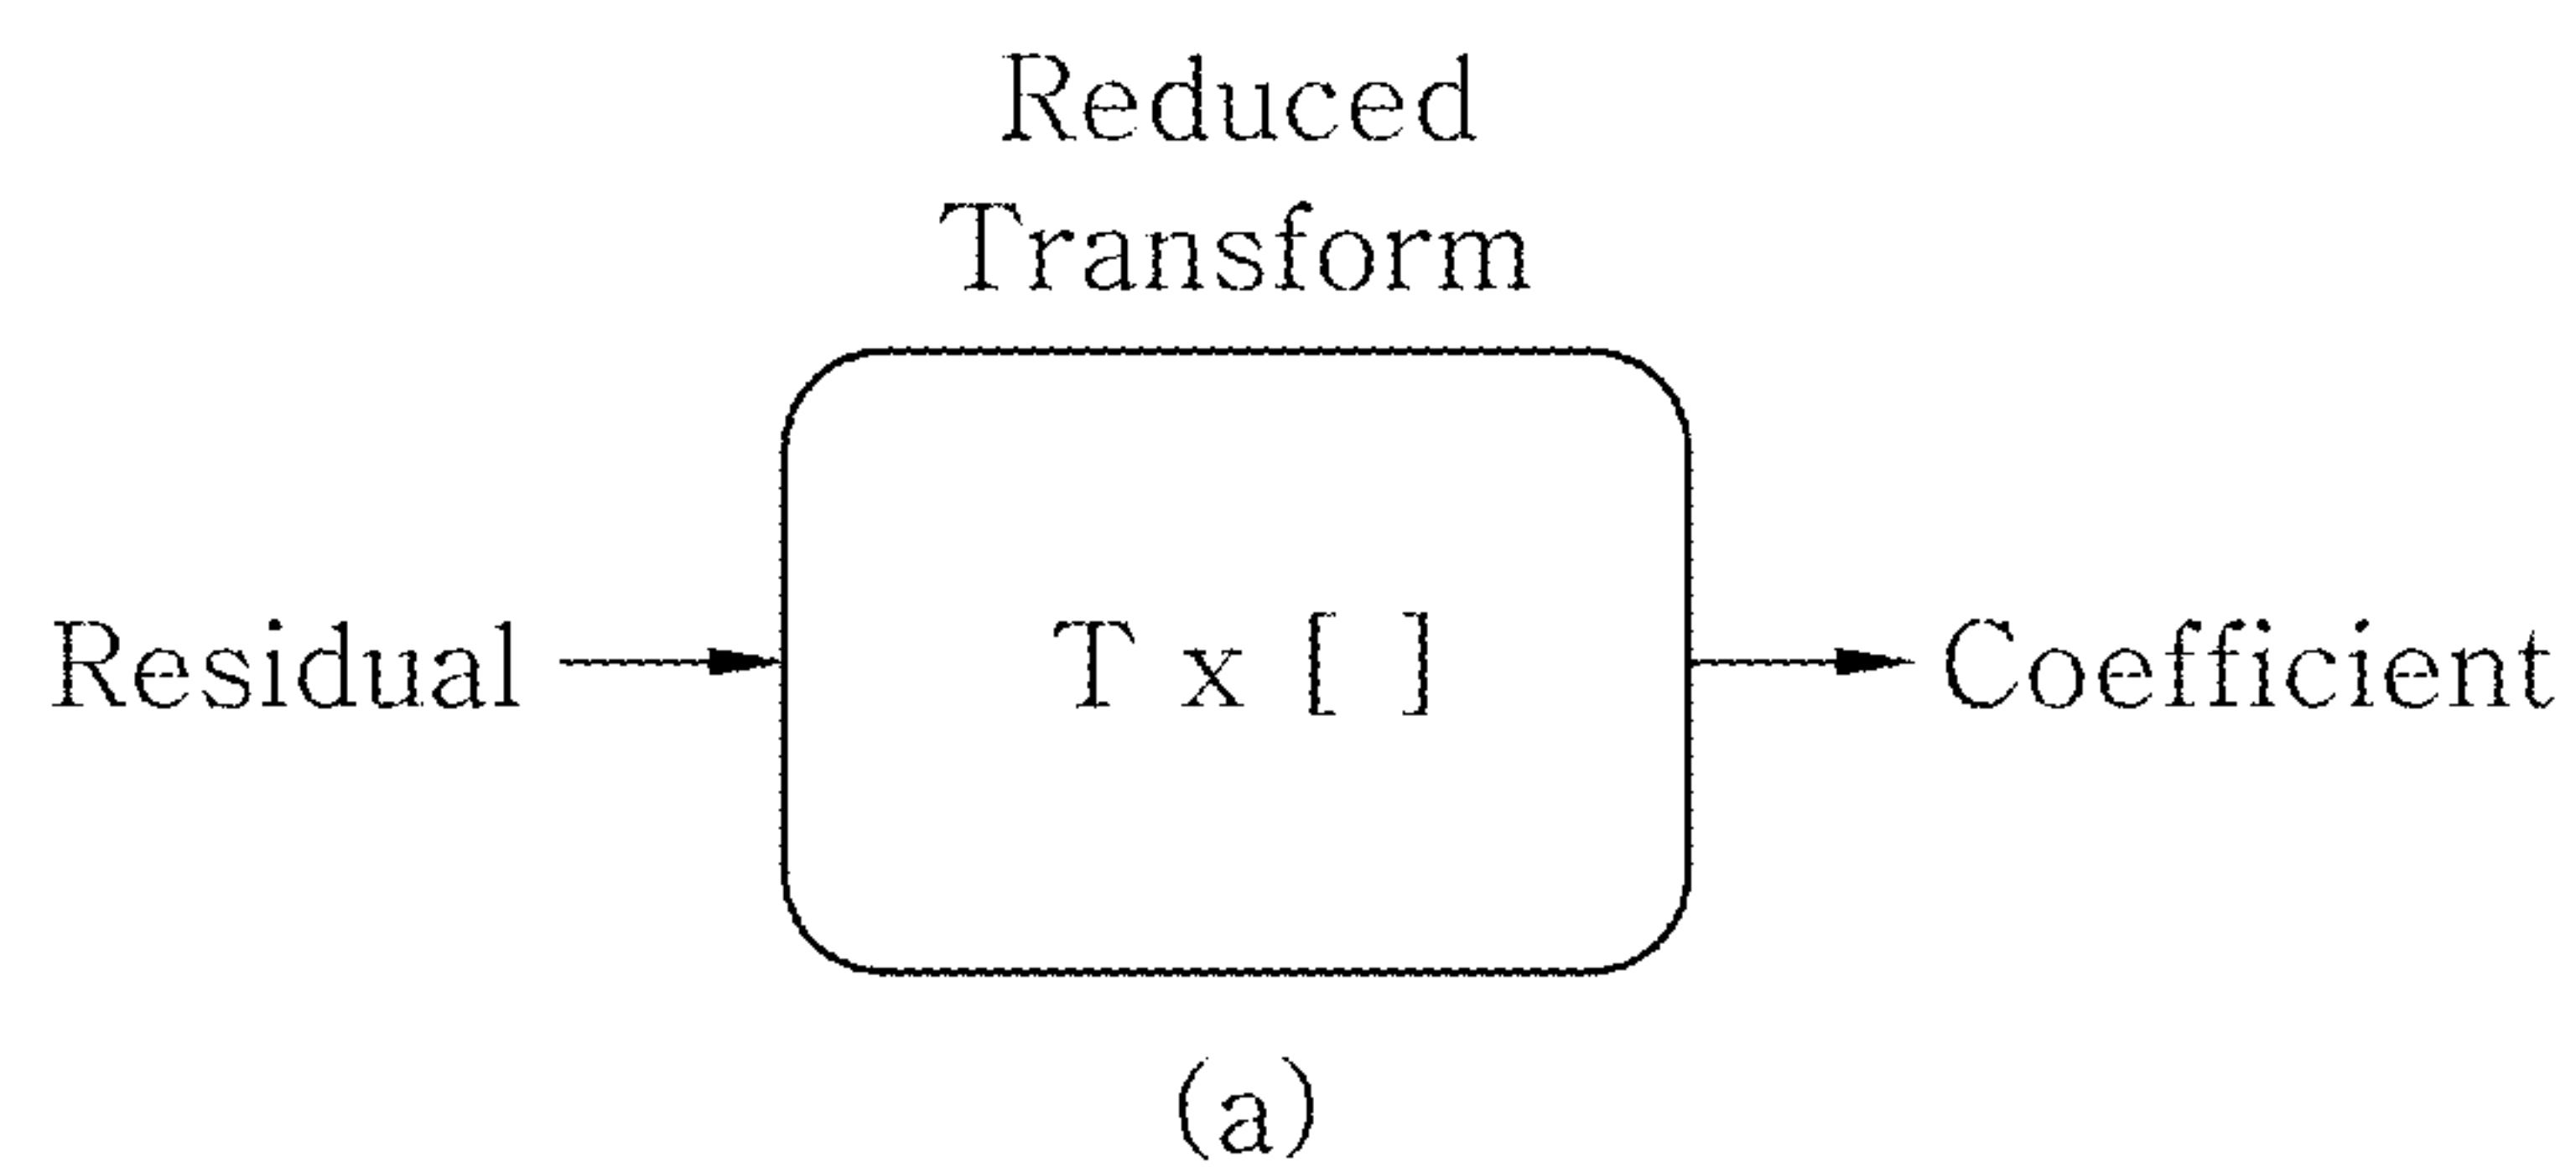 Reduced
Transform
Residual
T x [ ]
Coefficient
(a)